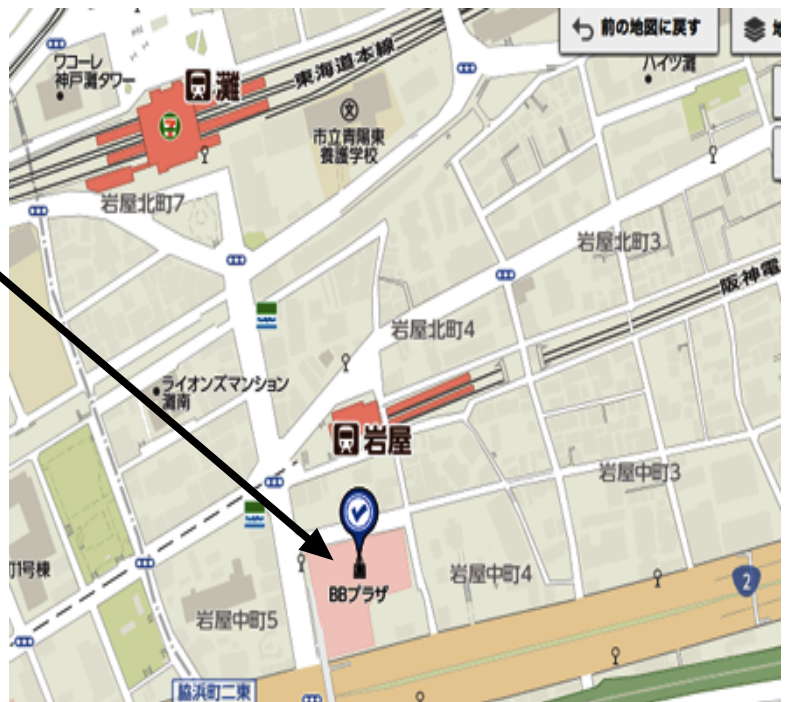 前の地図に戻す
ワコーレ
神戸灘タワー
灘
東海道本線
ハイツ灘
文
市立青陽東
養護学校
岩屋北町7
岩屋北町3
阪神電
岩屋北町4
ライオンズマンション
灘南
岩屋
岩屋中町3
町1号棟
BBプラザ
岩屋中町4
2
岩屋中町5
脇浜町二東